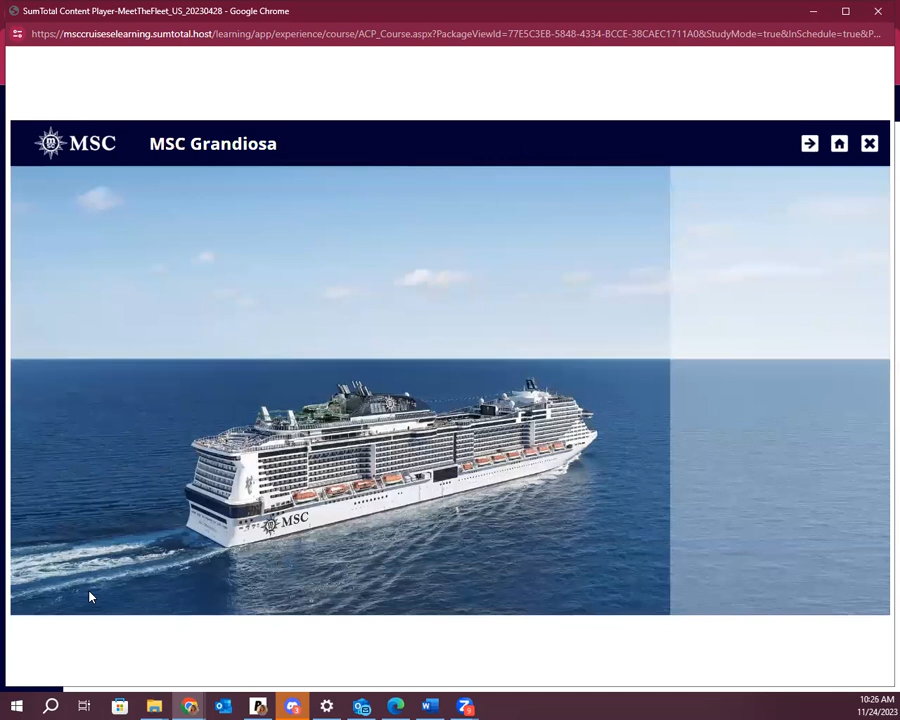 SumTotal Content Player-MeetTheFleet_US_20230428 - Google Chrome
https://msccruiseselearning.sumtotal.host/learning/app/experience/course/ACP_Course.aspx?PackageViewId=77E5C3EB-5848-4334-BCCE-38CAEC1711A0&StudyMode=true&InSchedule=true&P...
MSC MSC Grandiosa
MSC
10:26 AM
11/24/2023